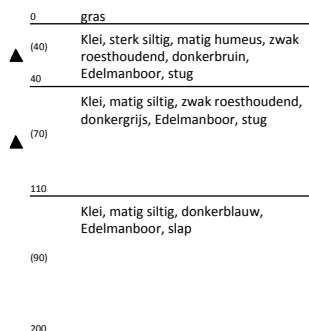 0 gras
(40) Klei, sterk siltig, matig humeus, zwak
roesthoudend, donkerbruin,
Edelmanboor, stug
40
Klei, matig siltig, zwak roesthoudend,
donkergrijs, Edelmanboor, stug
(70)
110
Klei, matig siltig, donkerblauw,
Edelmanboor, slap
(90)
200